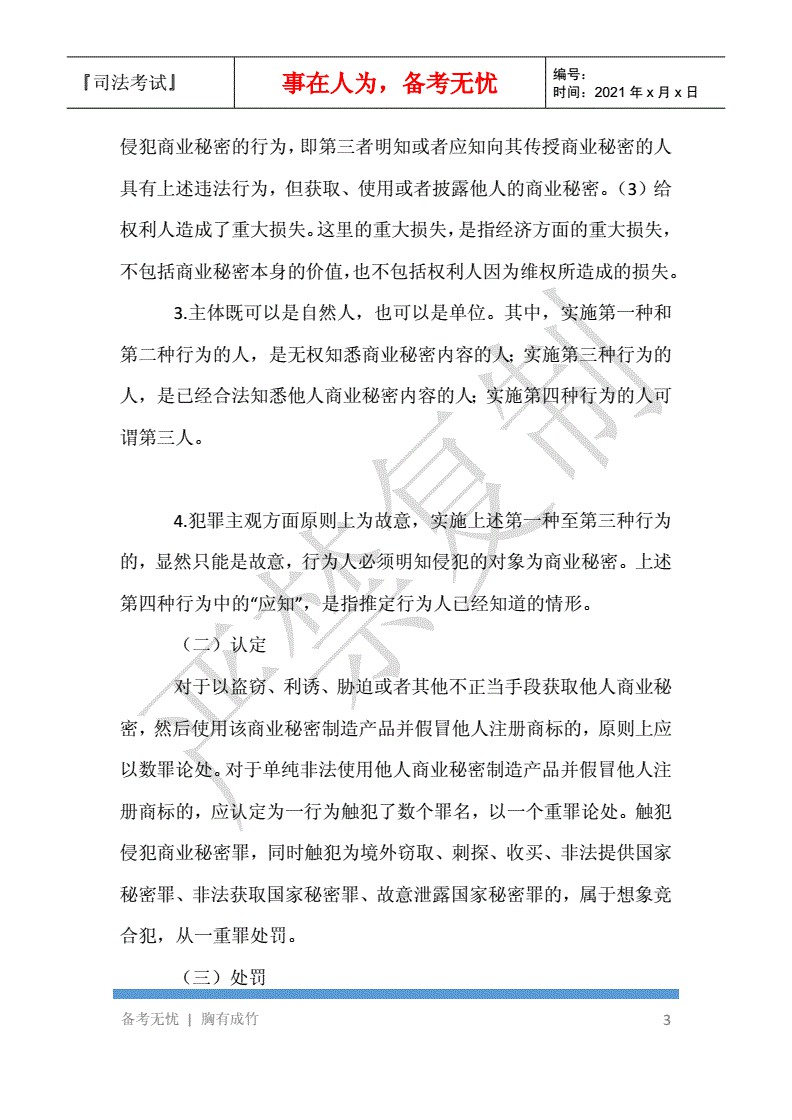 『司法考试』
事在人为，备考无忧
编号：
时间：2021 年 x 月 x 日
侵犯商业秘密的行为，即第三者明知或者应知向其传授商业秘密的人
具有上述违法行为，但获取、使用或者披露他人的商业秘密。（3）给
权利人造成了重大损失。这里的重大损失，是指经济方面的重大损失，
不包括商业秘密本身的价值，也不包括权利人因为维权所造成的损失。
3.主体既可以是自然人，也可以是单位。其中，实施第一种和
第二种行为的人，是无权知悉商业秘密内容的人；实施第三种行为的
人，是已经合法知悉他人商业秘密内容的人；实施第四种行为的人可
谓第三人。
4.犯罪主观方面原则上为故意，实施上述第一种至第三种行为
的，显然只能是故意，行为人必须明知侵犯的对象为商业秘密。上述
第四种行为中的“应知”，是指推定行为人已经知道的情形。
（二）认定
对于以盗窃、利诱、胁迫或者其他不正当手段获取他人商业秘
密，然后使用该商业秘密制造产品并假冒他人注册商标的，原则上应
以数罪论处。对于单纯非法使用他人商业秘密制造产品并假冒他人注
册商标的，应认定为一行为触犯了数个罪名，以一个重罪论处。触犯
侵犯商业秘密罪，同时触犯为境外窃取、刺探、收买、非法提供国家
秘密罪、非法获取国家秘密罪、故意泄露国家秘密罪的，属于想象竞
合犯，从一重罪处罚。
（三）处罚
备考无忧 | 胸有成竹
3
严禁复制